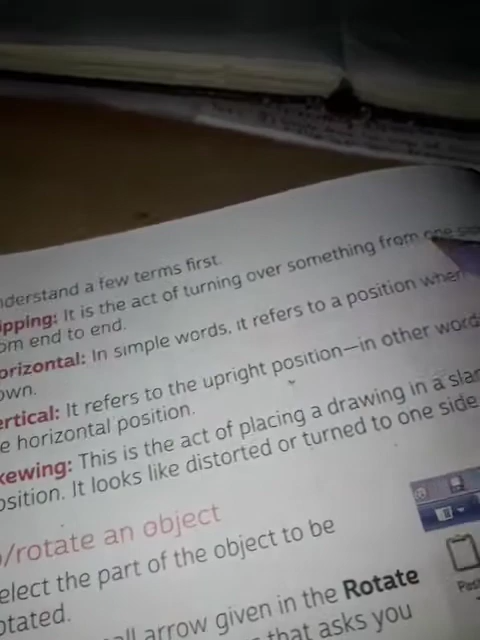 nderstand a few terms first.
ipping: It is the act of turning over something from one
om end to end.
orizontal: In simple words, it refers to a position wher
own.
ertical: It refers to the upright position—in other word
e horizontal position.
kewing: This is the act of placing a drawing in a slan
osition. It looks like distorted or turned to one side
/rotate an object
elect the part of the object to be
otated.
all arrow given in the Rotate
that asks you